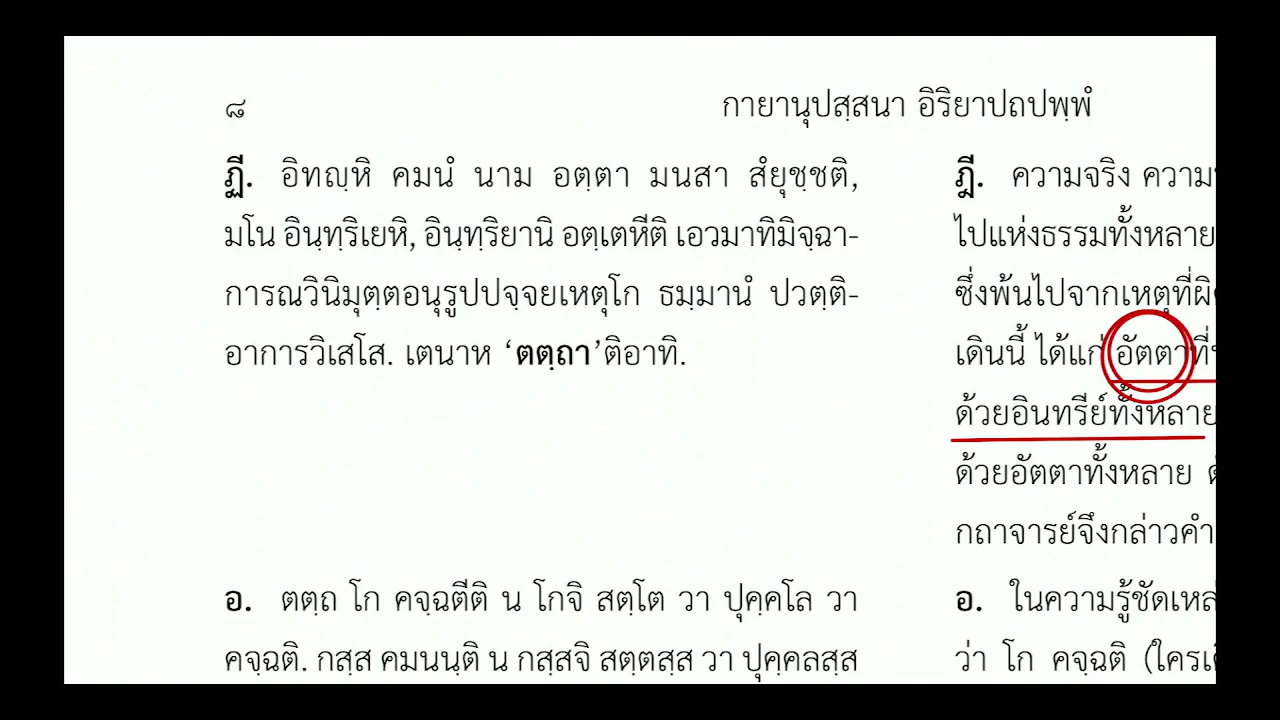 ๘
กายานุปสฺสนา อิริยาปถปพฺพํ
ฏี. อิทญฺหิ คมนํ นาม อตฺตา มนสา สํยุชฺชติ,
มโน อินฺทฺริเยหิ, อินฺทฺริยานิ อตฺเตหีติ เอวมาทิมิจฺฉา-
การณวินิมุตฺตอนุรูปปจฺจยเหตุโก ธมฺมานํ ปวตฺติ-
อาการวิเสโส. เตนาห ‘ตตฺถา’ติอาทิ.
อ. ตตฺถ โก คจฺฉตีติ น โกจิ สตฺโต วา ปุคฺคโล วา
คจฺฉติ. กสฺส คมนนฺติ น กสฺสจิ สตฺตสฺส วา ปุคฺคลสฺส
ฎี. ความจริง ความ
ไปแห่งธรรมทั้งหลาย
ซึ่งพ้นไปจากเหตุที่ผิ
เดินนี้ ได้แก่ อัตตาที่
ด้วยอินทรีย์ทั้งหลาย
ด้วยอัตตาทั้งหลาย
กถาจารย์จึงกล่าวคำ
อ. ในความรู้ชัดเหล่
ว่า โก คจฺฉติ (ใครเ